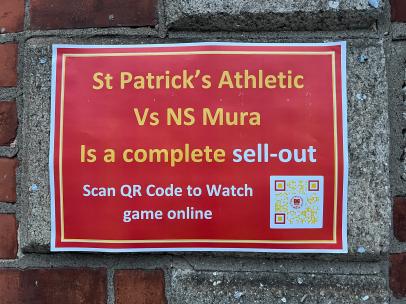 St Patrick's Athletic
Vs NS Mura
Is a complete sell-out
Scan QR Code to Watch
game online